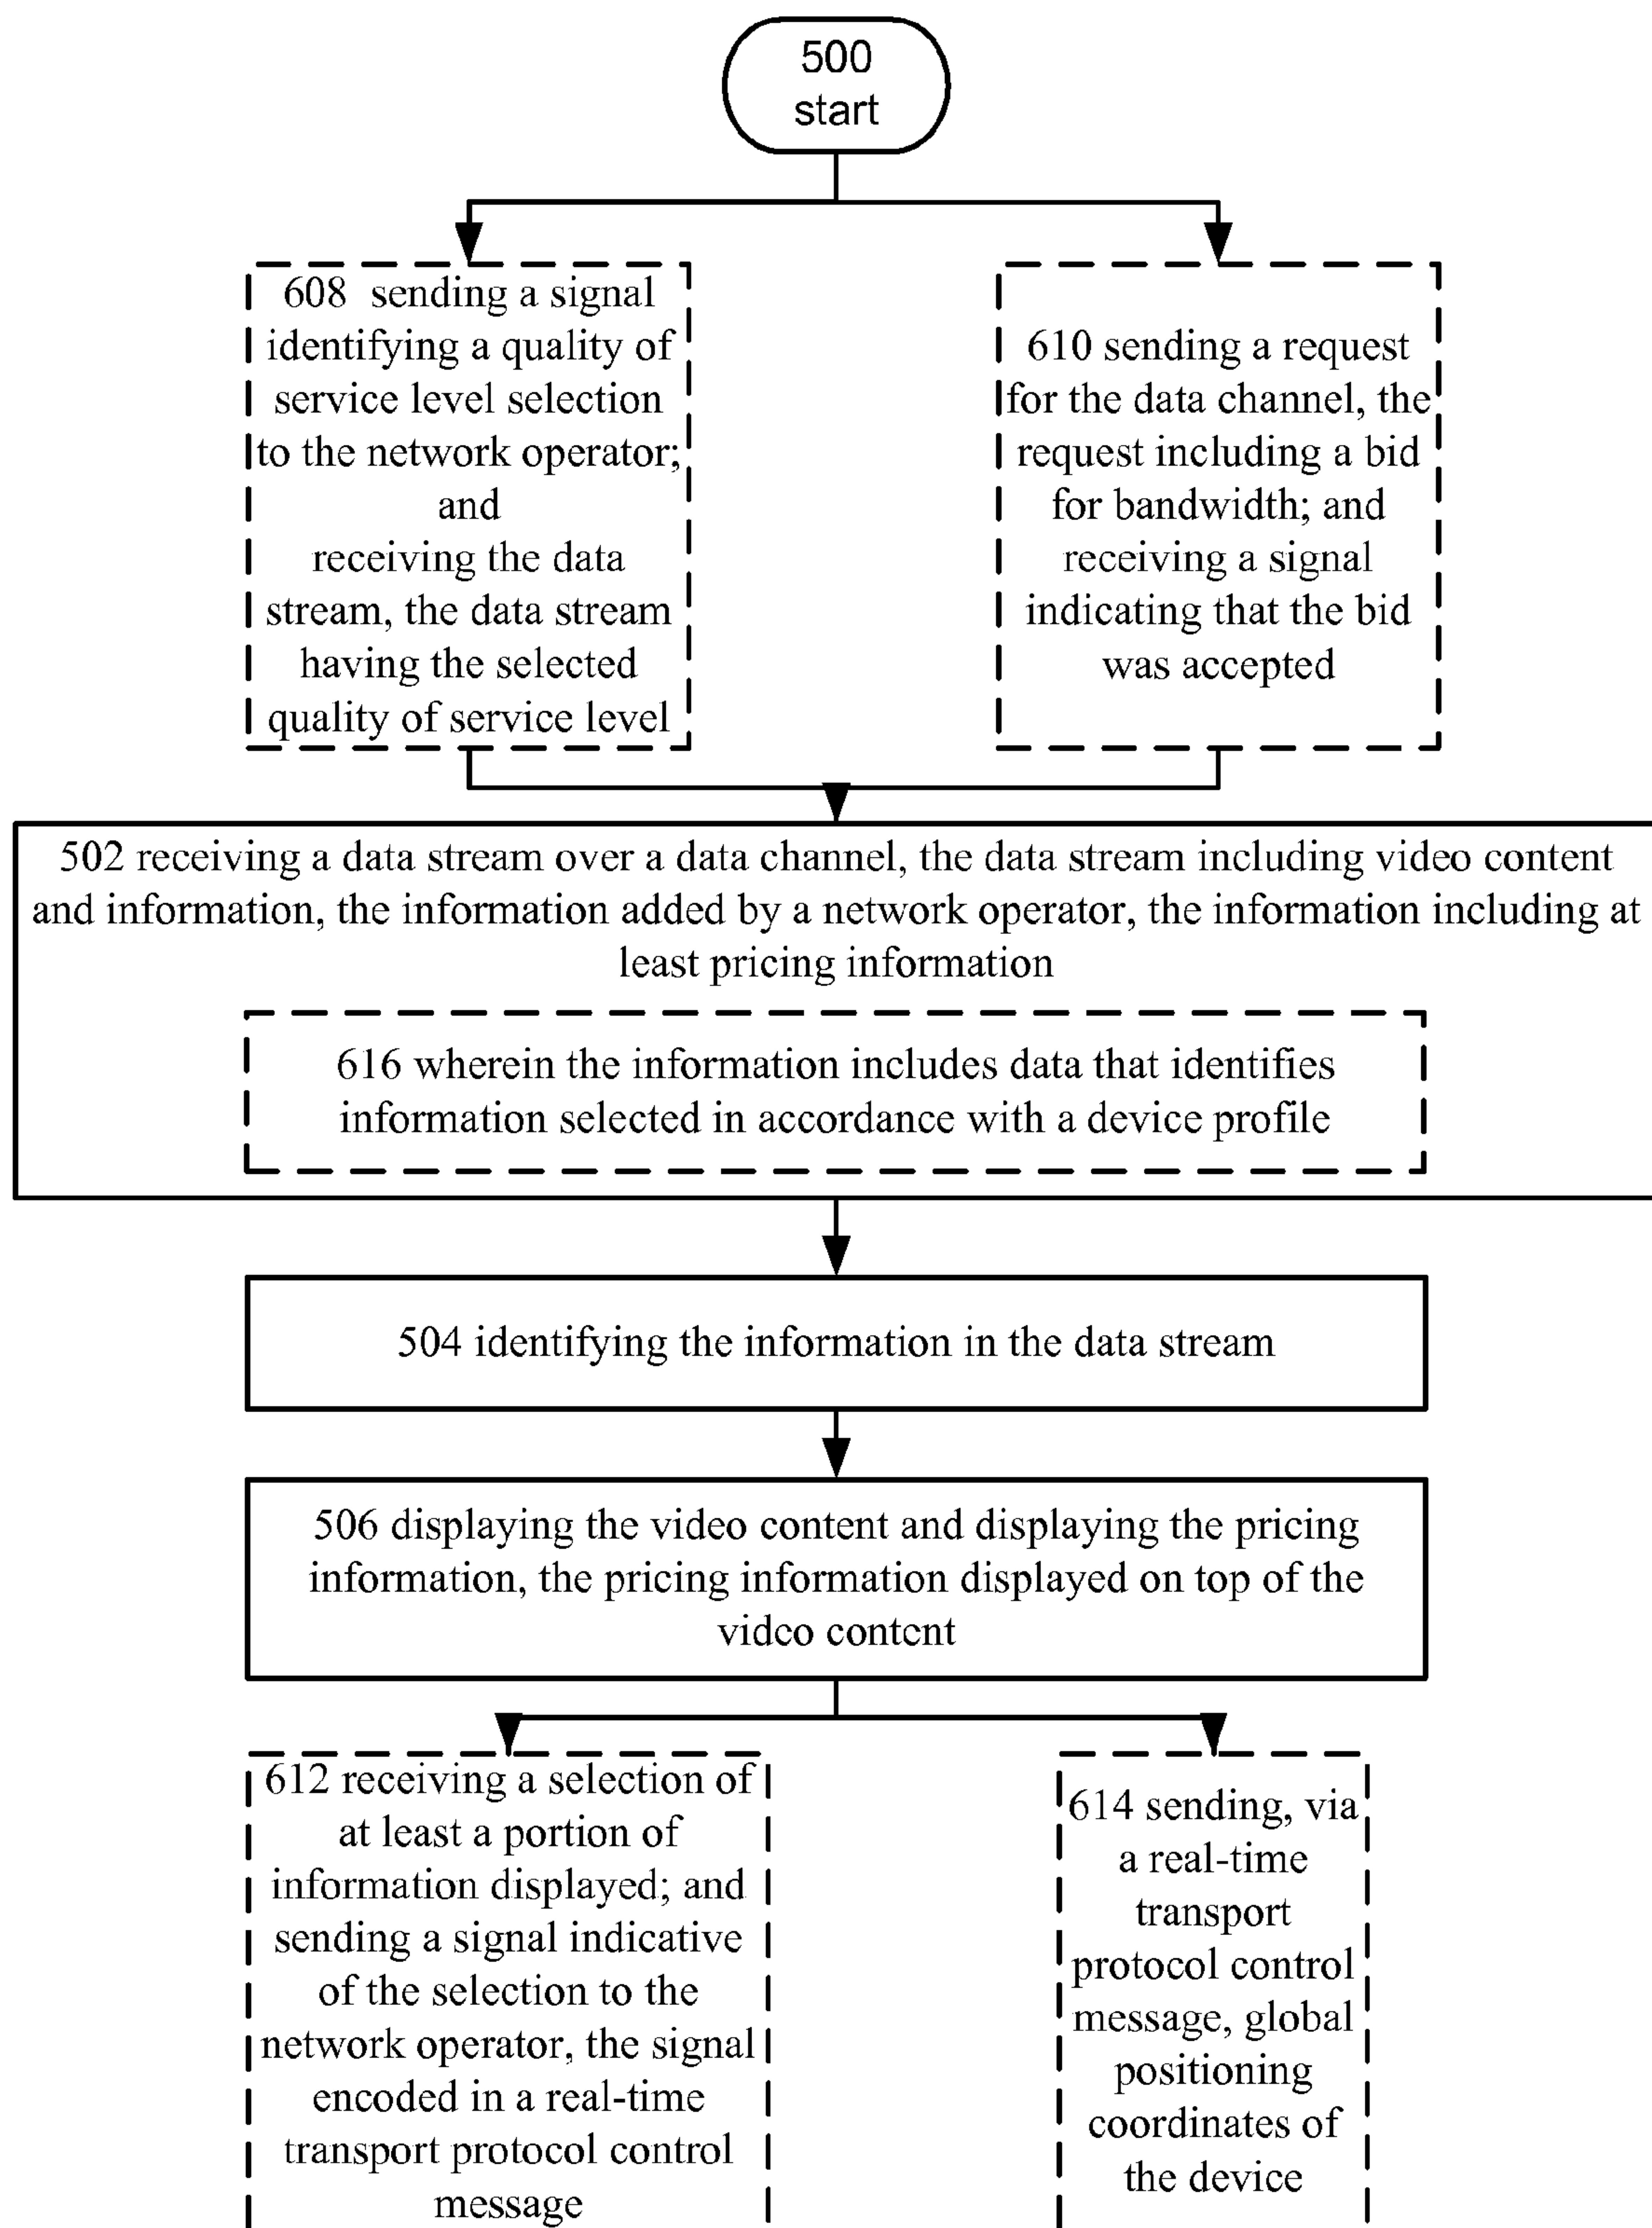 500
start
608 sending a signal
identifying a quality of
service level selection
to the network operator;
and
receiving the data
stream, the data stream
having the selected
quality of service level
610 sending a request
for the data channel, the
request including a bid
for bandwidth; and
receiving a signal
indicating that the bid
was accepted
502 receiving a data stream over a data channel, the data stream including video content
and information, the information added by a network operator, the information including at
least pricing information
616 wherein the information includes data that identifies
information selected in accordance with a device profile
504 identifying the information in the data stream
506 displaying the video content and displaying the pricing
information, the pricing information displayed on top of the
video content
612 receiving a selection of
at least a portion of
information displayed; and
sending a signal indicative
of the selection to the
network operator, the signal
encoded in a real-time
transport protocol control
message
614 sending, via
a real-time
transport
protocol control
message, global
positioning
coordinates of
the device